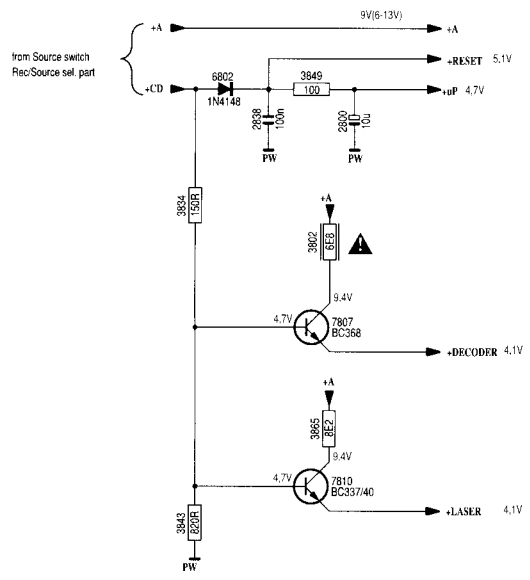 9V(6-13V)
+A
+A
from Source switch
Rec/Source sel. part
+RESET 5,1V
6802
3849
+CD
1N4148
100
+uP 4,7V
2838
100n
2800
10u
PW
PW
3834
150R
+A
3802
6E8
9.4V
4,7V
7807
BC368
+DECODER 4,1V
+A
3865
8E2
9.4V
4,7V
7810
BC337/40
3843
820R
+LASER 4,1V
PW